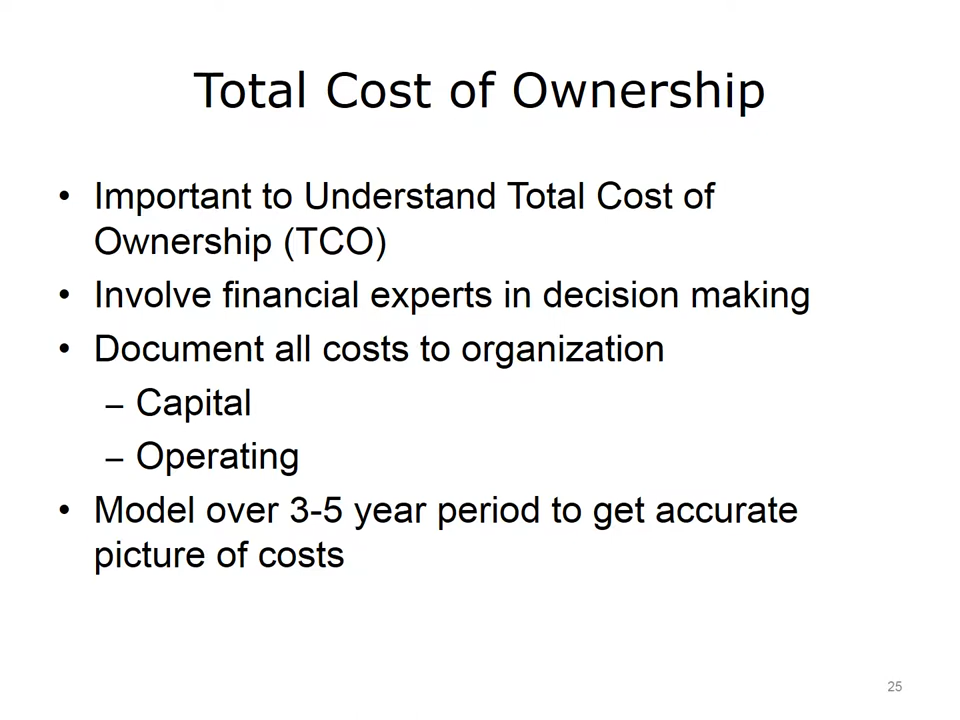 Total Cost of Ownership
• Important to Understand Total Cost of
Ownership (TCO)
• Involve financial experts in decision making
• Document all costs to organization
– Capital
– Operating
• Model over 3-5 year period to get accurate
picture of costs
25